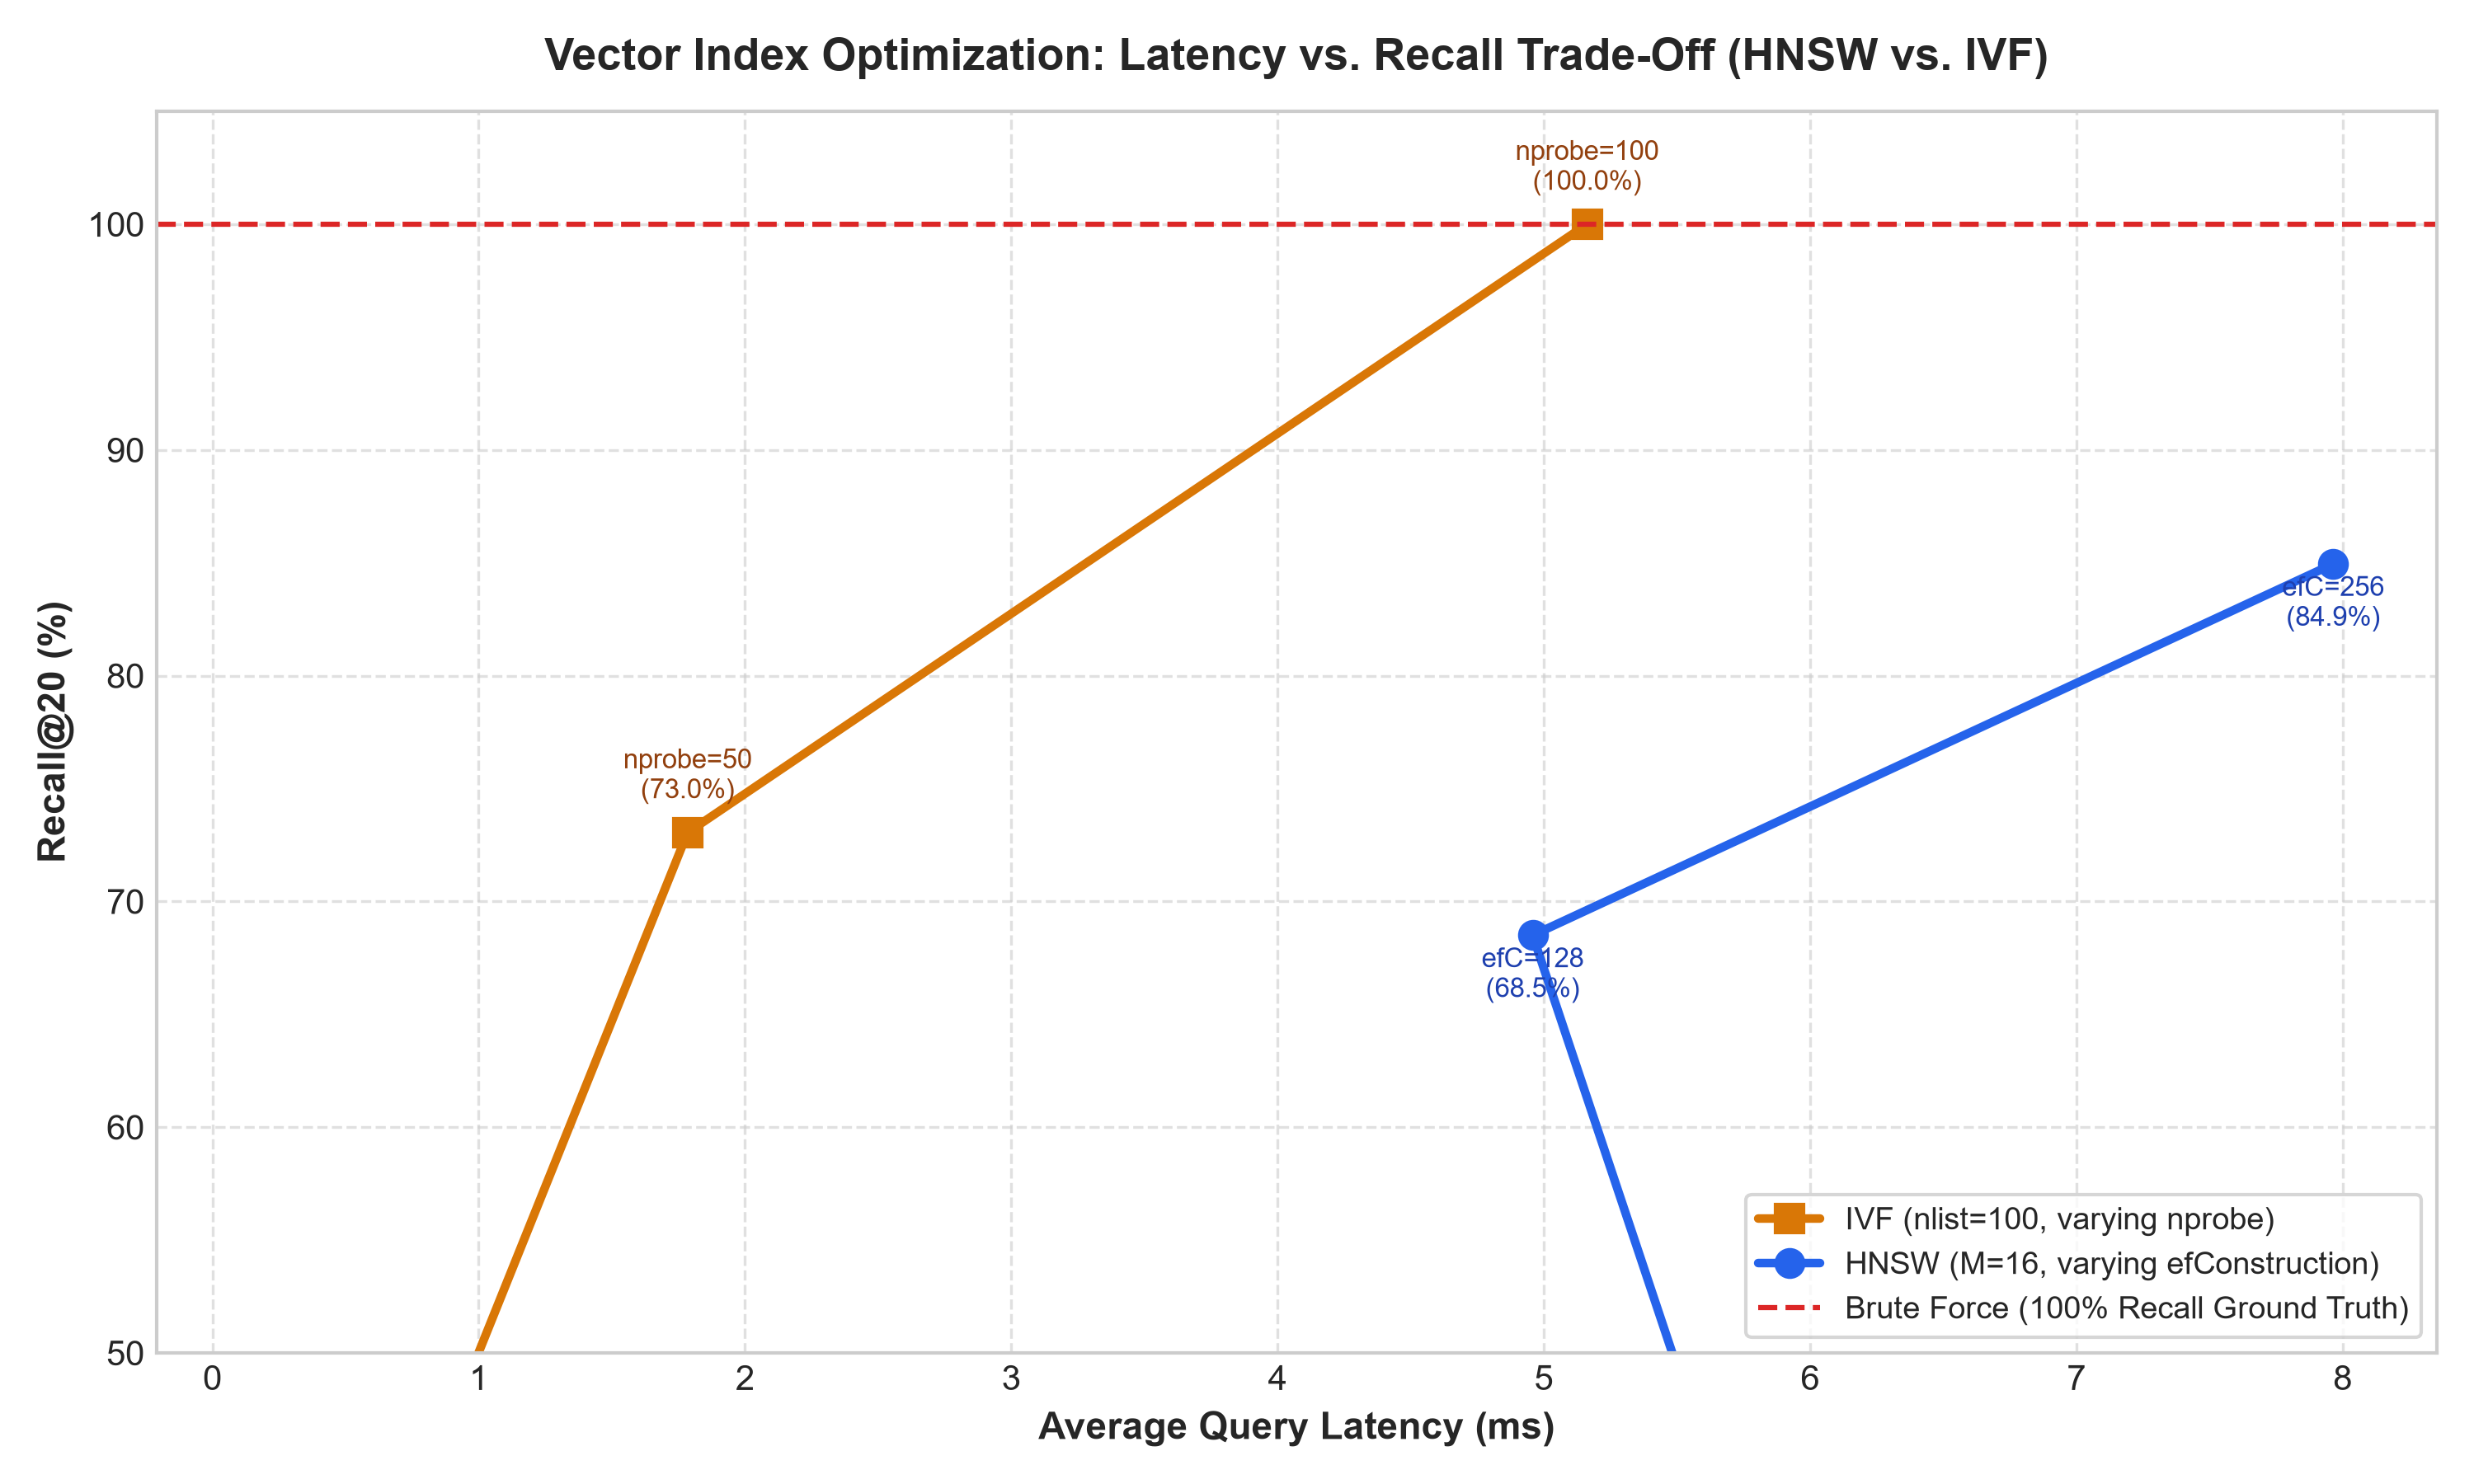 Vector Index Optimization: Latency vs. Recall Trade-Off (HNSW vs. IVF)
Recall@20 (%)
100
90
80
70
60
50
nprobe=100
(100.0%)
efC=256
(84.9%)
nprobe=50
(73.0%)
efC=128
(68.5%)
IVF (nlist=100, varying nprobe)
HNSW (M=16, varying efConstruction)
Brute Force (100% Recall Ground Truth)
0 1 2 3 4 5 6 7 8
Average Query Latency (ms)